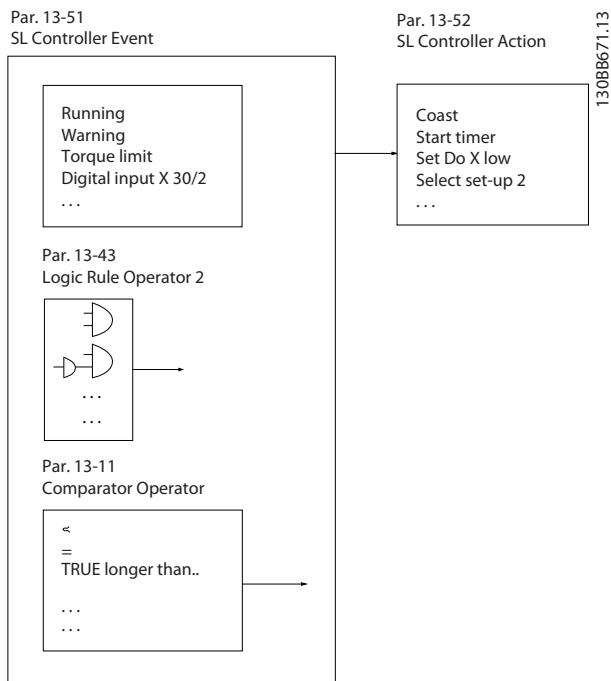 Par. 13-51
SL Controller Event
Par. 13-52
SL Controller Action
130BB671.13
Running
Warning
Torque limit
Digital input X 30/2
. . .
Coast
Start timer
Set Do X low
Select set-up 2
. . .
Par. 13-43
Logic Rule Operator 2
. . .
. . .
Par. 13-11
Comparator Operator
=
TRUE longer than..
. . .
. . .